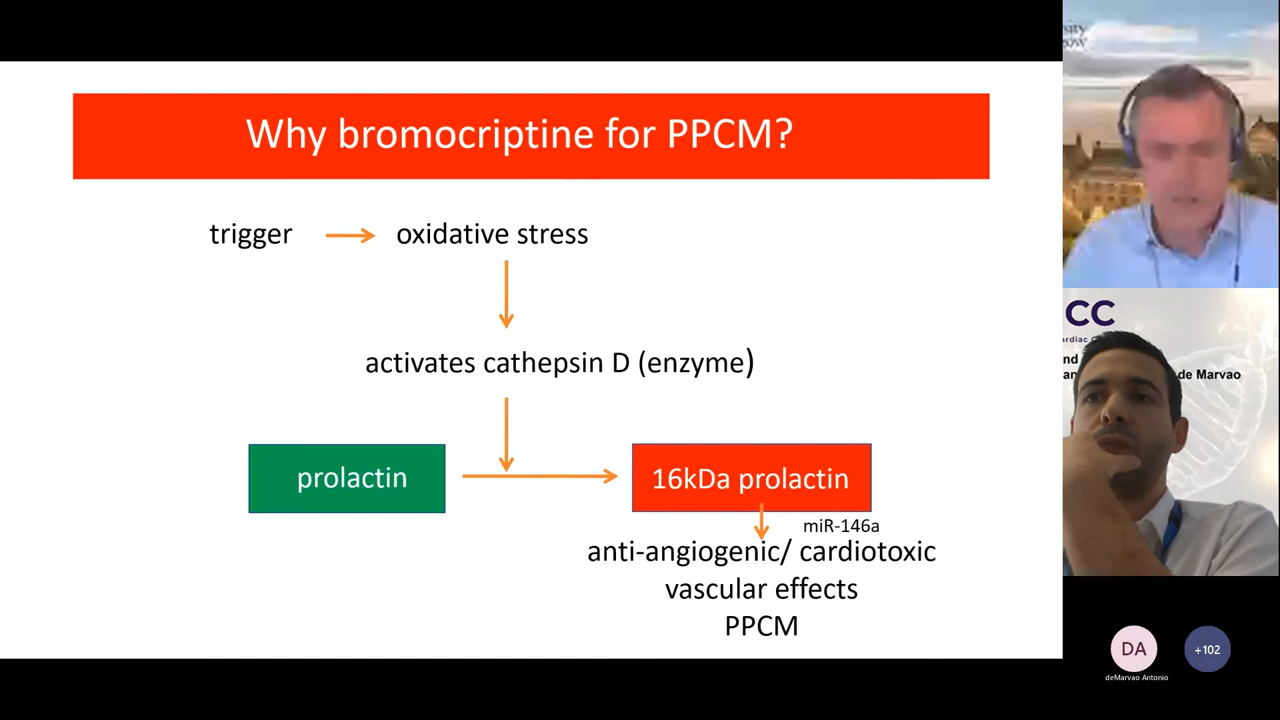 Why bromocriptine for PPCM?
trigger
oxidative stress
activates cathepsin D (enzyme)
prolactin
16kDa prolactin
miR-146a
anti-angiogenic/ cardiotoxic
vascular effects
PPCM
CC
de Marvao
DA
+102
deMarvao Antonio